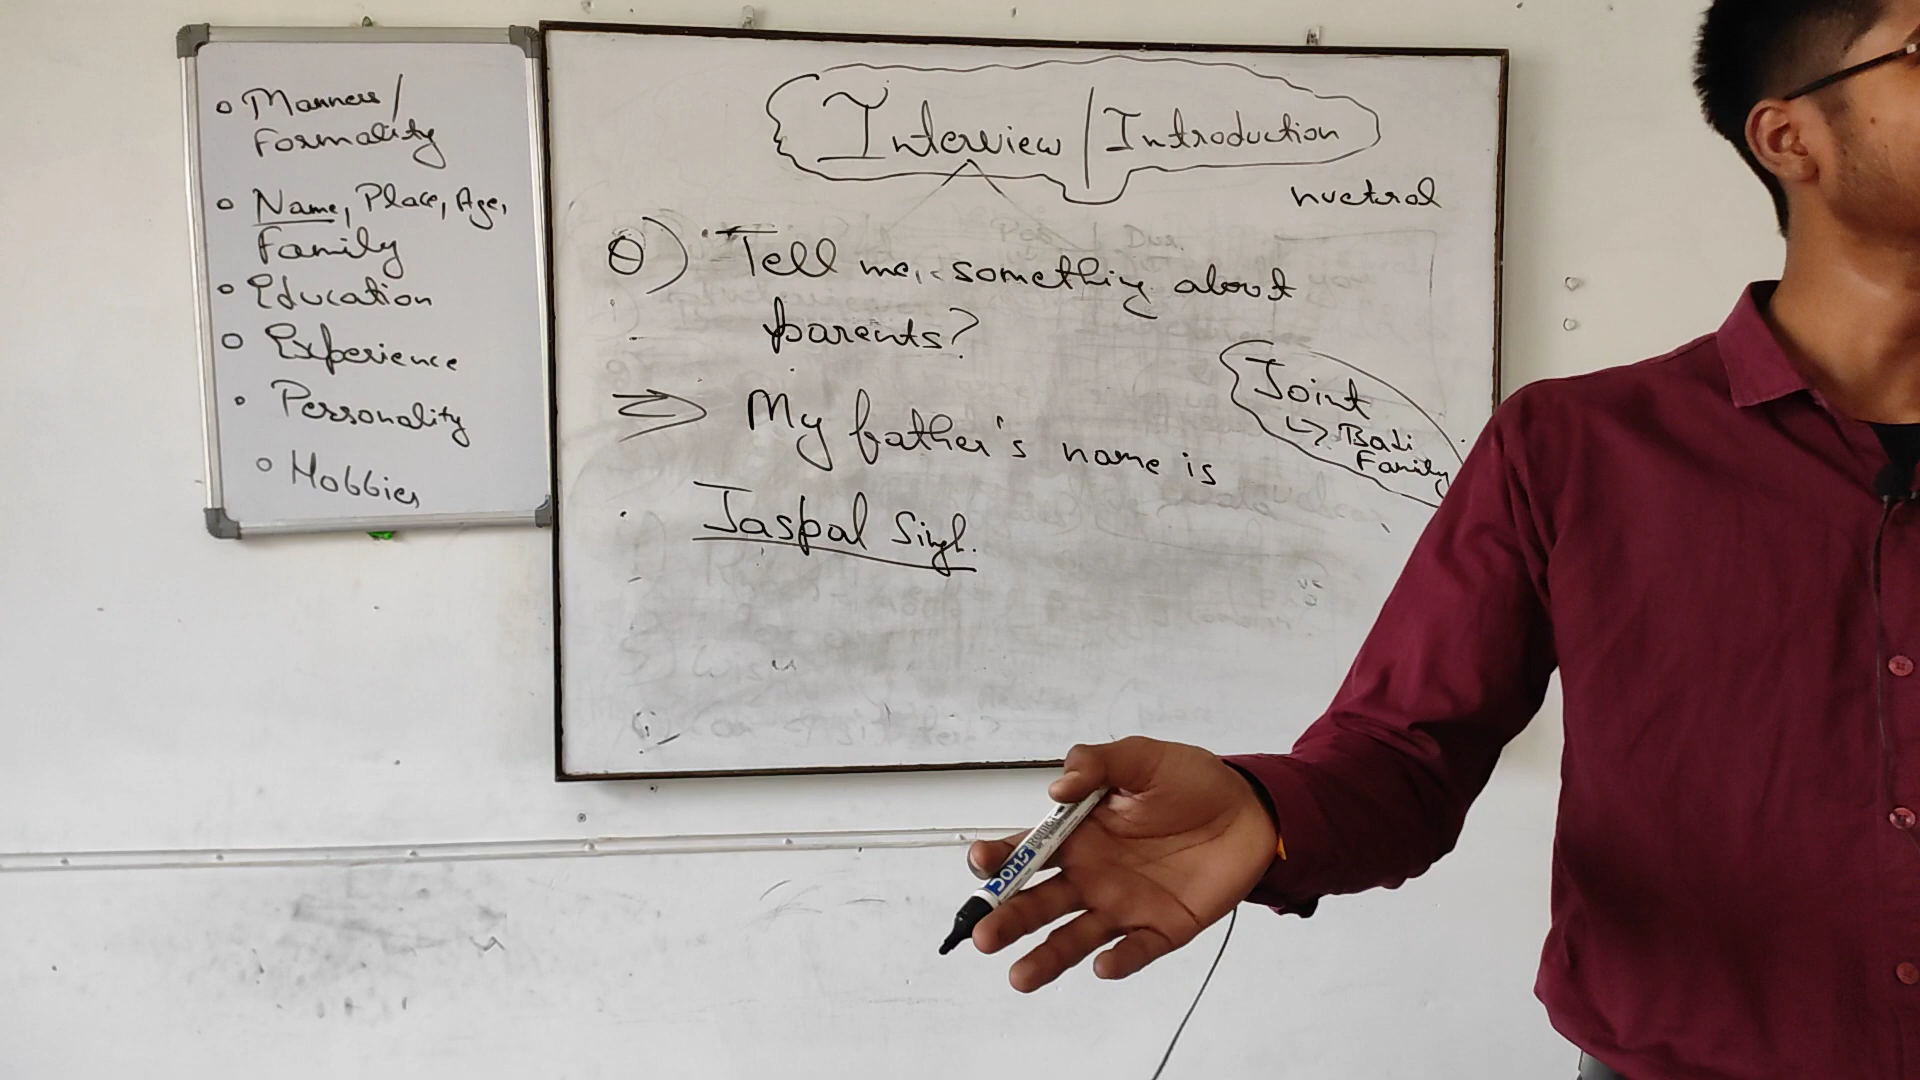 Manners/
Formality
Name, Place, Age,
Family
Education
Experience
Personality
Hobbies
Interview/Introduction
nuetral
Q) Tell me, something about
parents?
⇒ My father's name is
Jaspal Singh.
Joint
↳ Badi
Family
DOMS